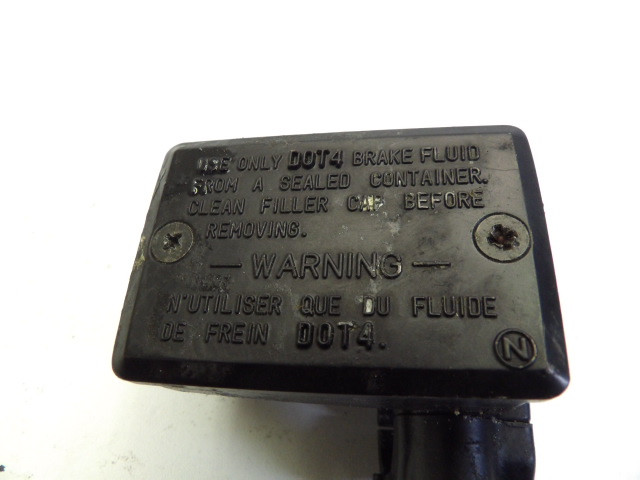 USE ONLY DOT4 BRAKE FLUID
FROM A SEALED CONTAINER.
CLEAN FILLER CAP BEFORE
REMOVING.
— WARNING —
N'UTILISER QUE DU FLUIDE
DE FREIN DOT4.
N